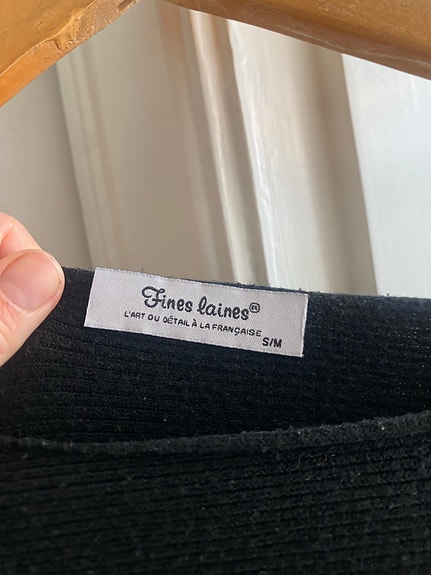 Fines laines®
L'ART DU DÉTAIL À LA FRANÇAISE
S/M